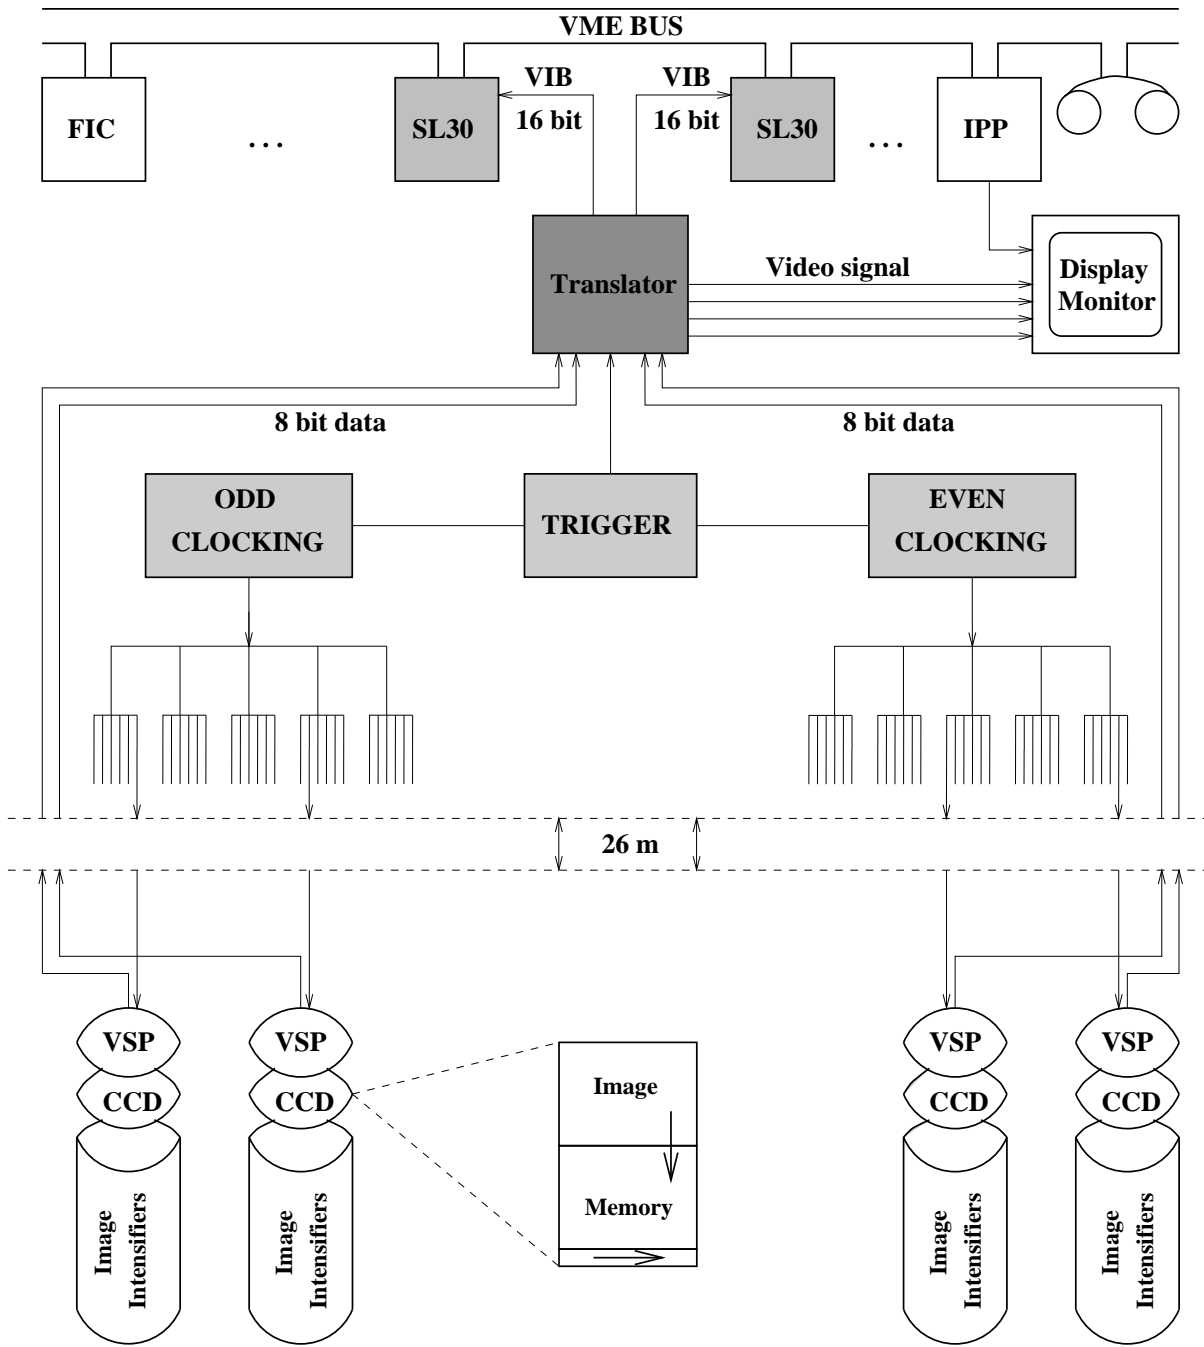 VME BUS
VIB
VIB
FIC
. . .
SL30
16 bit
16 bit
SL30
. . .
IPP
Translator
Video signal
Display
Monitor
8 bit data
8 bit data
ODD
CLOCKING
TRIGGER
EVEN
CLOCKING
26 m
VSP
VSP
VSP
VSP
CCD
CCD
CCD
CCD
Image
Memory
Image
Intensifiers
Image
Intensifiers
Image
Intensifiers
Image
Intensifiers